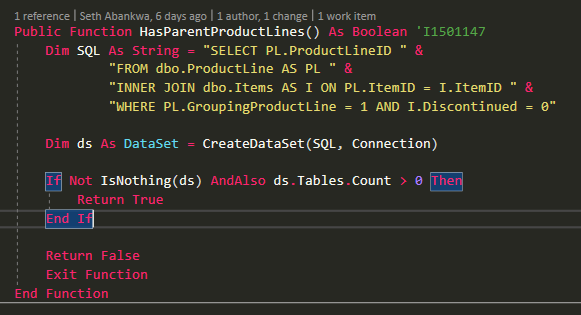 1 reference | Seth Abankwa, 6 days ago | 1 author, 1 change | 1 work item
Public Function HasParentProductLines() As Boolean 'I1501147
Dim SQL As String = "SELECT PL.ProductLineID " &
"FROM dbo.ProductLine AS PL " &
"INNER JOIN dbo.Items AS I ON PL.ItemID = I.ItemID " &
"WHERE PL.GroupingProductLine = 1 AND I.Discontinued = 0"
Dim ds As DataSet = CreateDataSet(SQL, Connection)
If Not IsNothing(ds) AndAlso ds.Tables.Count > 0 Then
Return True
End If
Return False
Exit Function
End Function